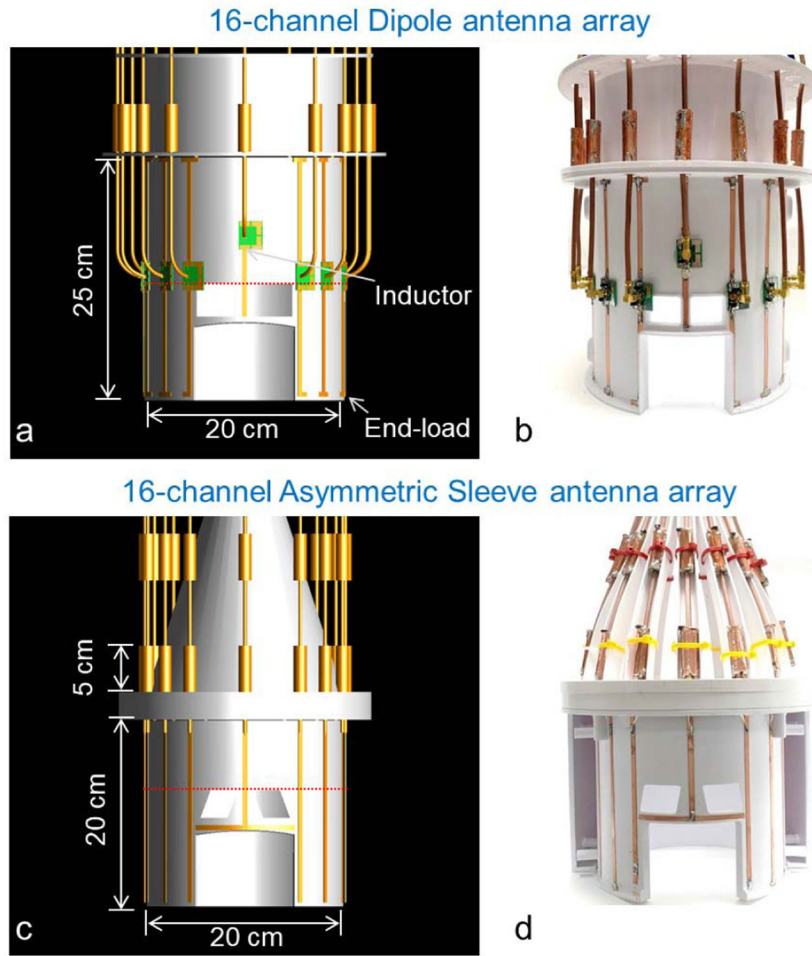 16-channel Dipole antenna array
25 cm
Inductor
20 cm
End-load
a
b
16-channel Asymmetric Sleeve antenna array
5 cm
20 cm
20 cm
c
d